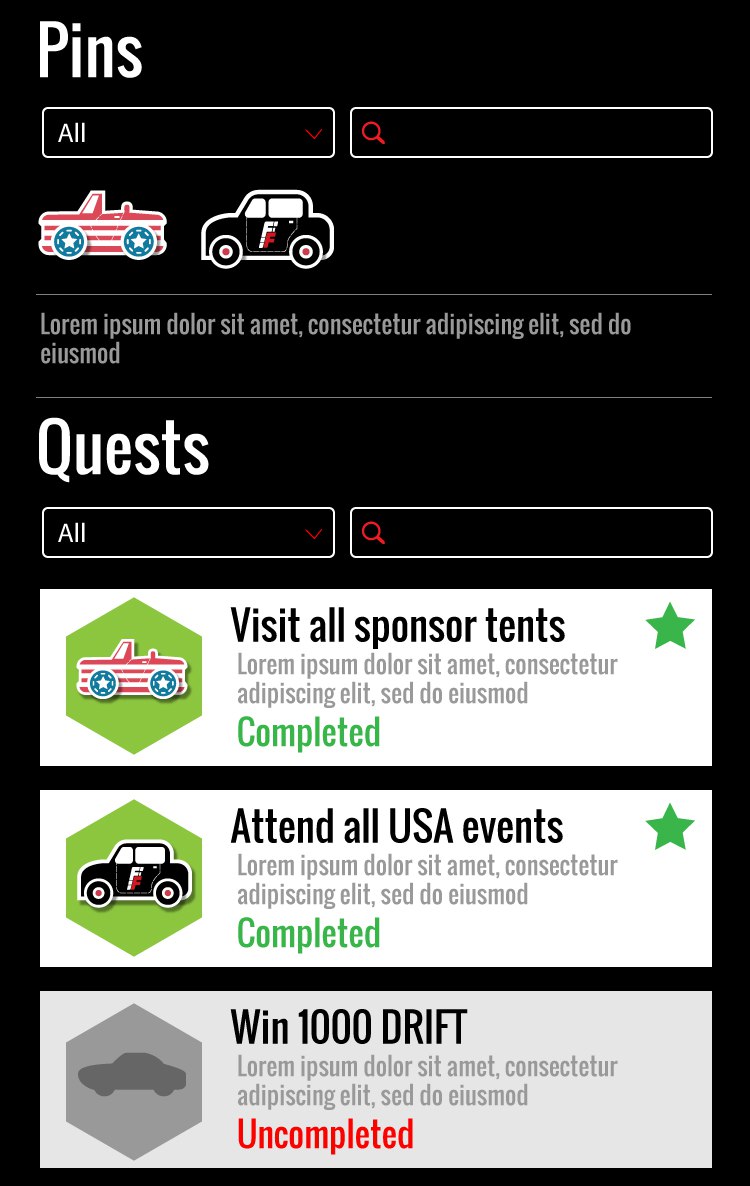 Pins
All
Lorem ipsum dolor sit amet, consectetur adipiscing elit, sed do
eiusmod
Quests
All
Visit all sponsor tents
Lorem ipsum dolor sit amet, consectetur
adipiscing elit, sed do eiusmod
Completed
Attend all USA events
Lorem ipsum dolor sit amet, consectetur
adipiscing elit, sed do eiusmod
Completed
Win 1000 DRIFT
Lorem ipsum dolor sit amet, consectetur
adipiscing elit, sed do eiusmod
Uncompleted